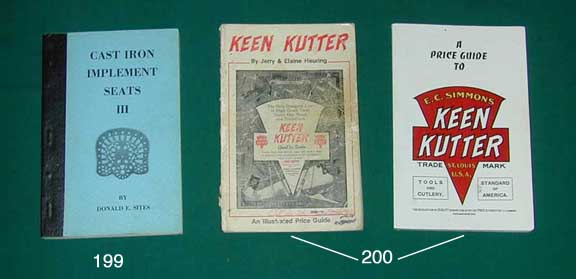 CAST IRON
IMPLEMENT
SEATS
III
BY
DONALD E. SITES
KEEN KUTTER
By Jerry & Elaine Heuring
KEEN
KUTTER
An Illustrated Price Guide
A
PRICE GUIDE
TO
E. C. SIMMONS
KEEN
KUTTER
TRADE ST. LOUIS MARK
U.S.A.
TOOLS
AND
CUTLERY.
STANDARD
OF
AMERICA.
199
200